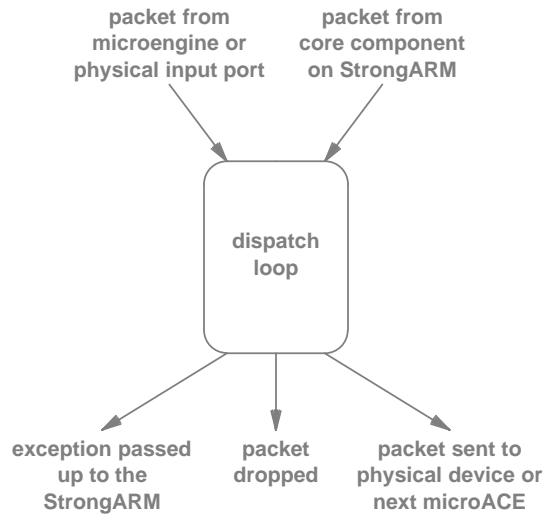 packet from
microengine or
physical input port
packet from
core component
on StrongARM
dispatch
loop
exception passed
up to the
StrongARM
packet
dropped
packet sent to
physical device or
next microACE